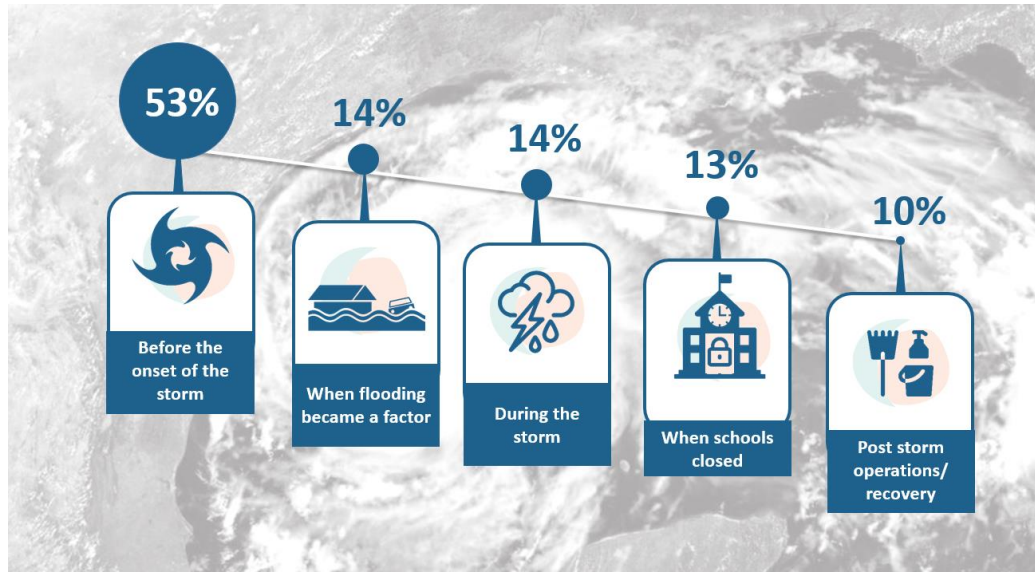 53%
Before the
onset of the
storm
14%
When flooding
became a factor
14%
During the
storm
13%
When schools
closed
10%
Post storm
operations/
recovery